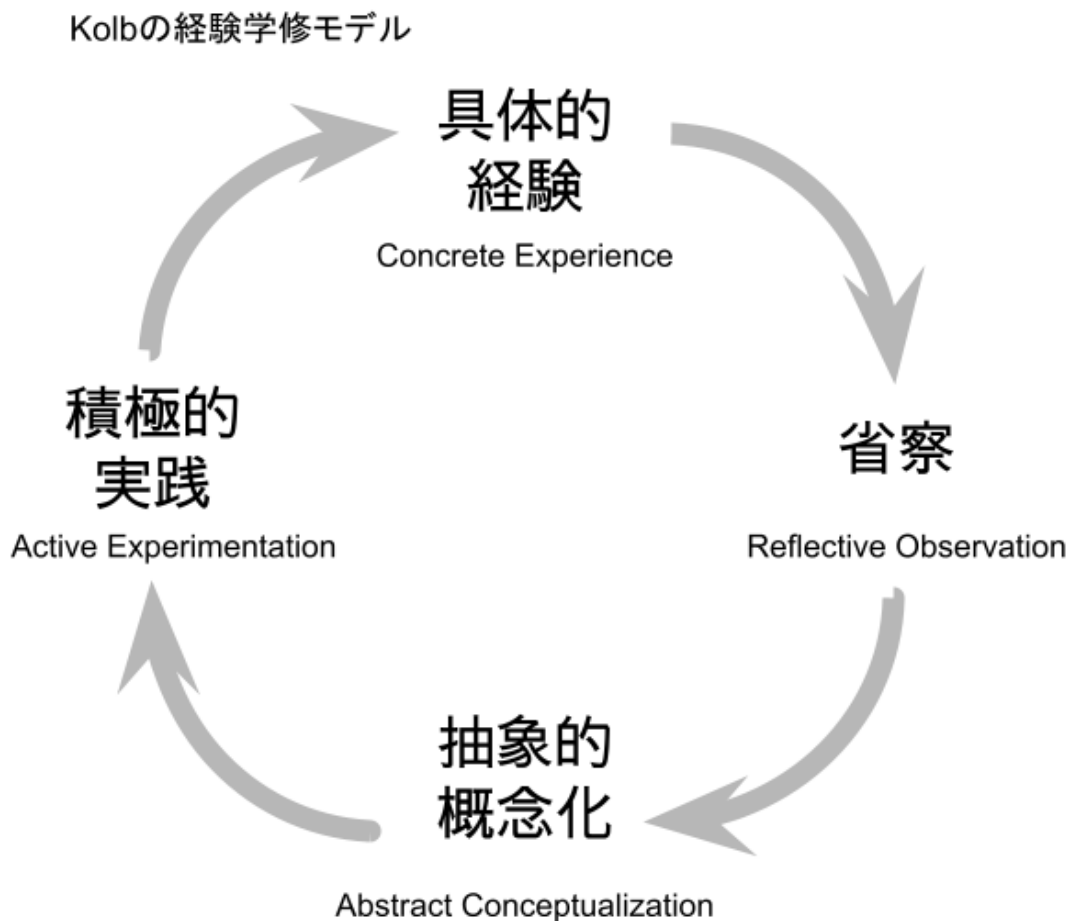 Kolbの経験学修モデル
具体的
経験
Concrete Experience
省察
Reflective Observation
抽象的
概念化
Abstract Conceptualization
積極的
実践
Active Experimentation